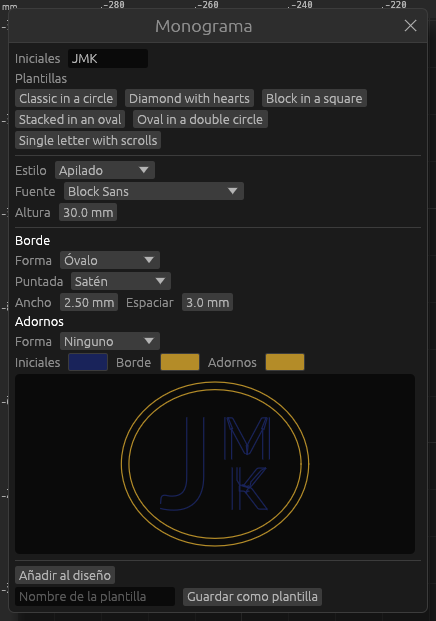 mm -280 -260 -240 -220
Monograma
Iniciales JMK
Plantillas
Classic in a circle Diamond with hearts Block in a square
Stacked in an oval Oval in a double circle
Single letter with scrolls
Estilo Apilado
Fuente Block Sans
Altura 30.0 mm
Borde
Forma Óvalo
Puntada Satén
Ancho 2.50 mm Espaciar 3.0 mm
Adornos
Forma Ninguno
Iniciales Borde Adornos
J M
K
Añadir al diseño
Nombre de la plantilla Guardar como plantilla